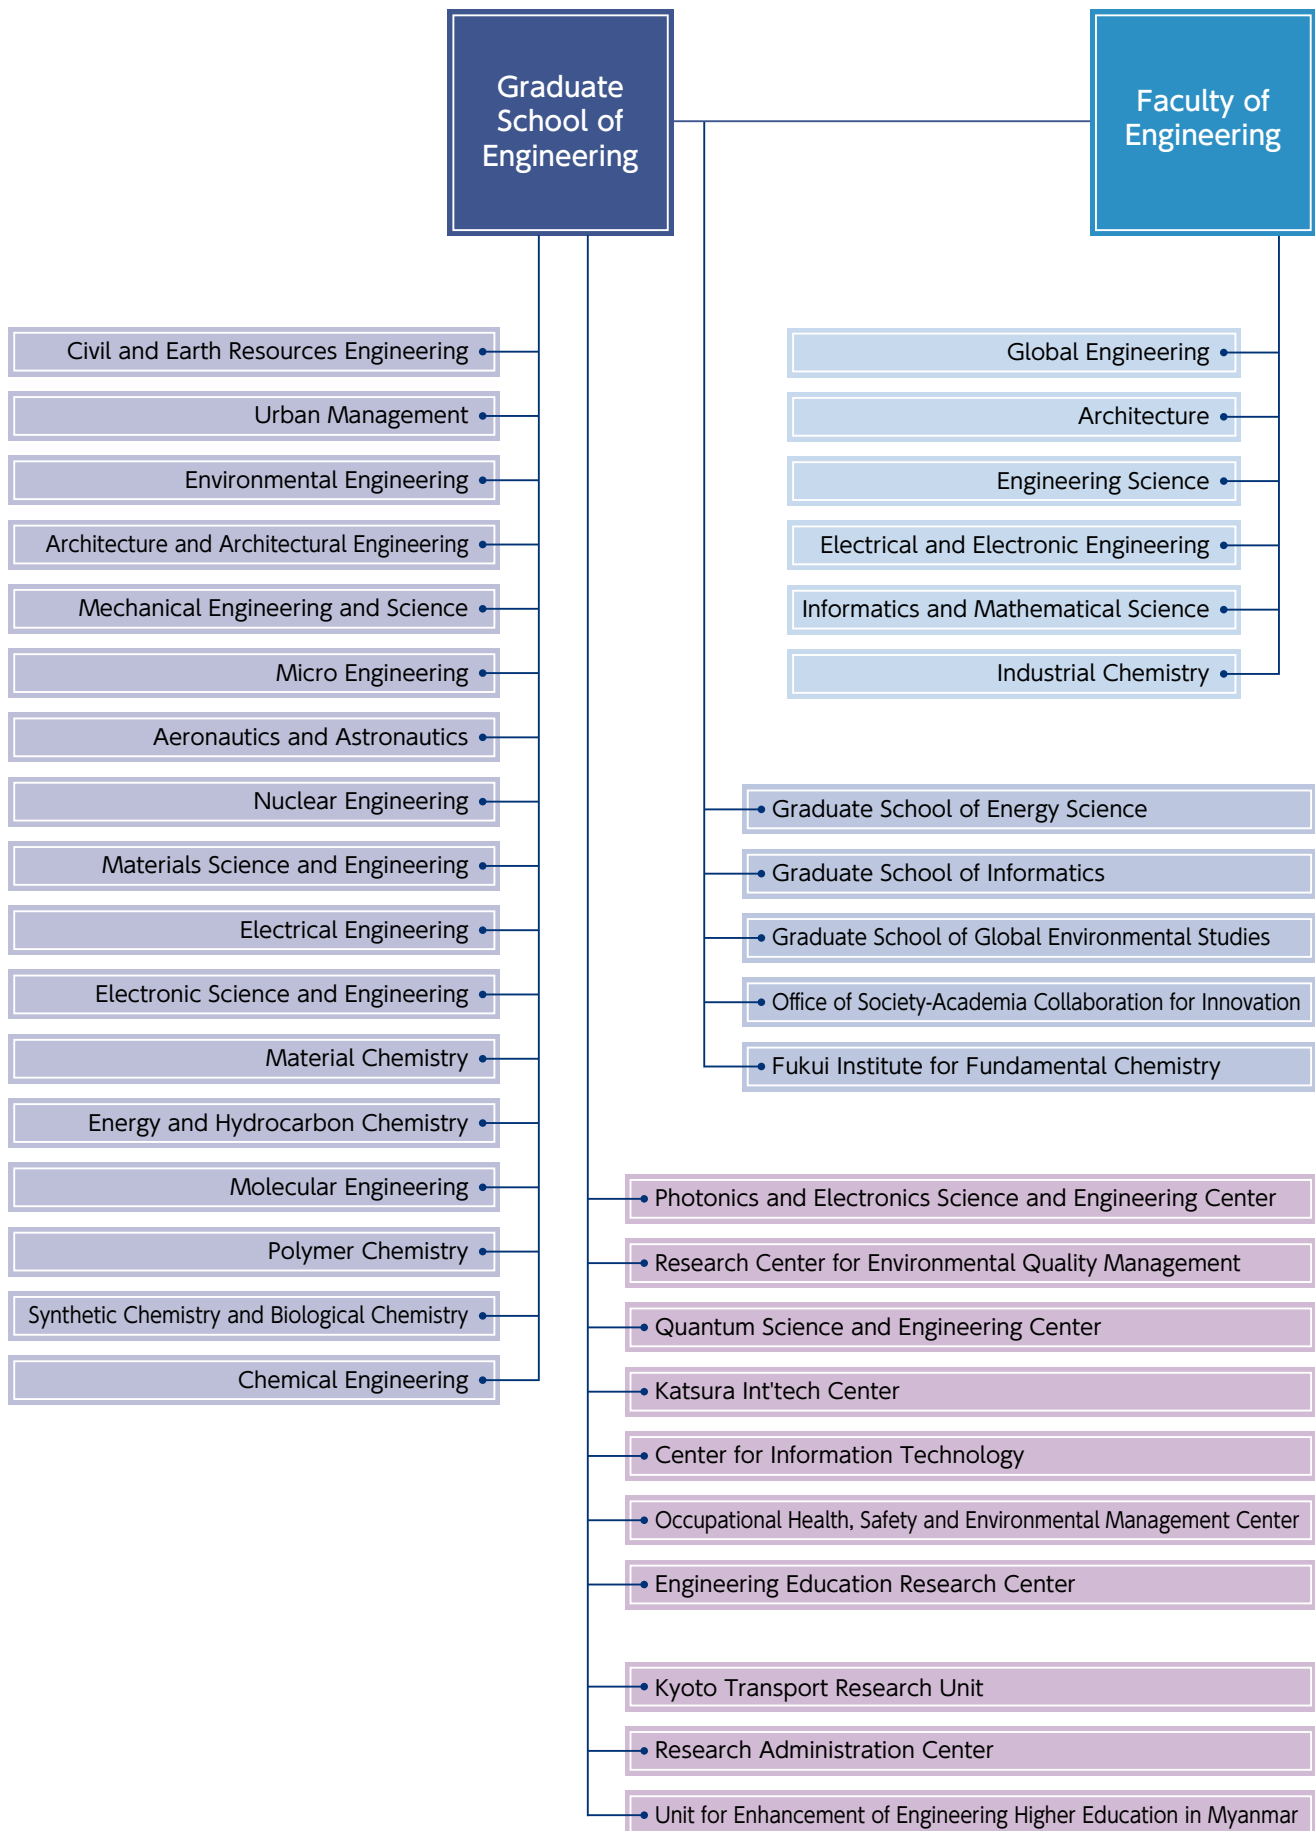 Graduate
School of
Engineering
Faculty of
Engineering
Civil and Earth Resources Engineering
Urban Management
Environmental Engineering
Architecture and Architectural Engineering
Mechanical Engineering and Science
Micro Engineering
Aeronautics and Astronautics
Nuclear Engineering
Materials Science and Engineering
Electrical Engineering
Electronic Science and Engineering
Material Chemistry
Energy and Hydrocarbon Chemistry
Molecular Engineering
Polymer Chemistry
Synthetic Chemistry and Biological Chemistry
Chemical Engineering
Global Engineering
Architecture
Engineering Science
Electrical and Electronic Engineering
Informatics and Mathematical Science
Industrial Chemistry
Graduate School of Energy Science
Graduate School of Informatics
Graduate School of Global Environmental Studies
Office of Society-Academia Collaboration for Innovation
Fukui Institute for Fundamental Chemistry
Photonics and Electronics Science and Engineering Center
Research Center for Environmental Quality Management
Quantum Science and Engineering Center
Katsura Int'tech Center
Center for Information Technology
Occupational Health, Safety and Environmental Management Center
Engineering Education Research Center
Kyoto Transport Research Unit
Research Administration Center
Unit for Enhancement of Engineering Higher Education in Myanmar